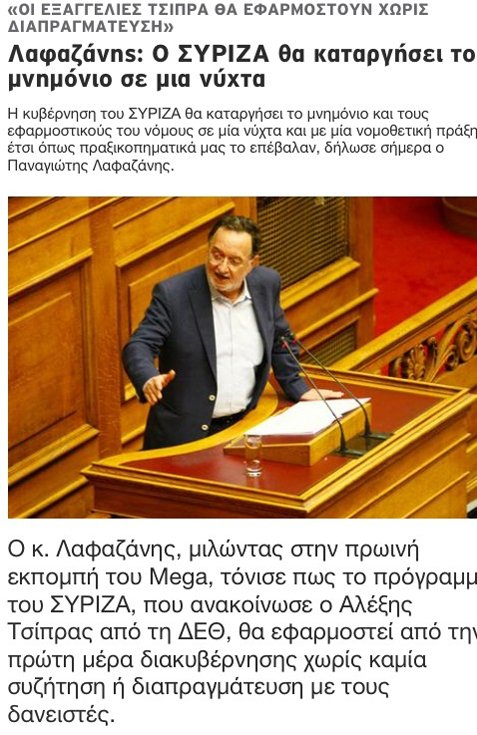 «ΟΙ ΕΞΑΓΓΕΛΙΕΣ ΤΣΙΠΡΑ ΘΑ ΕΦΑΡΜΟΣΤΟΥΝ ΧΩΡΙΣ
ΔΙΑΠΡΑΓΜΑΤΕΥΣΗ»
Λαφαζάνης: Ο ΣΥΡΙΖΑ θα καταργήσει το
μνημόνιο σε μια νύχτα
Η κυβέρνηση του ΣΥΡΙΖΑ θα καταργήσει το μνημόνιο και τους
εφαρμοστικούς του νόμους σε μία νύχτα και με μία νομοθετική πράξη
έτσι όπως πραξικοπηματικά μας το επέβαλαν, δήλωσε σήμερα ο
Παναγιώτης Λαφαζάνης.
Ο κ. Λαφαζάνης, μιλώντας στην πρωινή
εκπομπή του Mega, τόνισε πως το πρόγραμμ
του ΣΥΡΙΖΑ, που ανακοίνωσε ο Αλέξης
Τσίπρας από τη ΔΕΘ, θα εφαρμοστεί από την
πρώτη μέρα διακυβέρνησης χωρίς καμία
συζήτηση ή διαπραγμάτευση με τους
δανειστές.